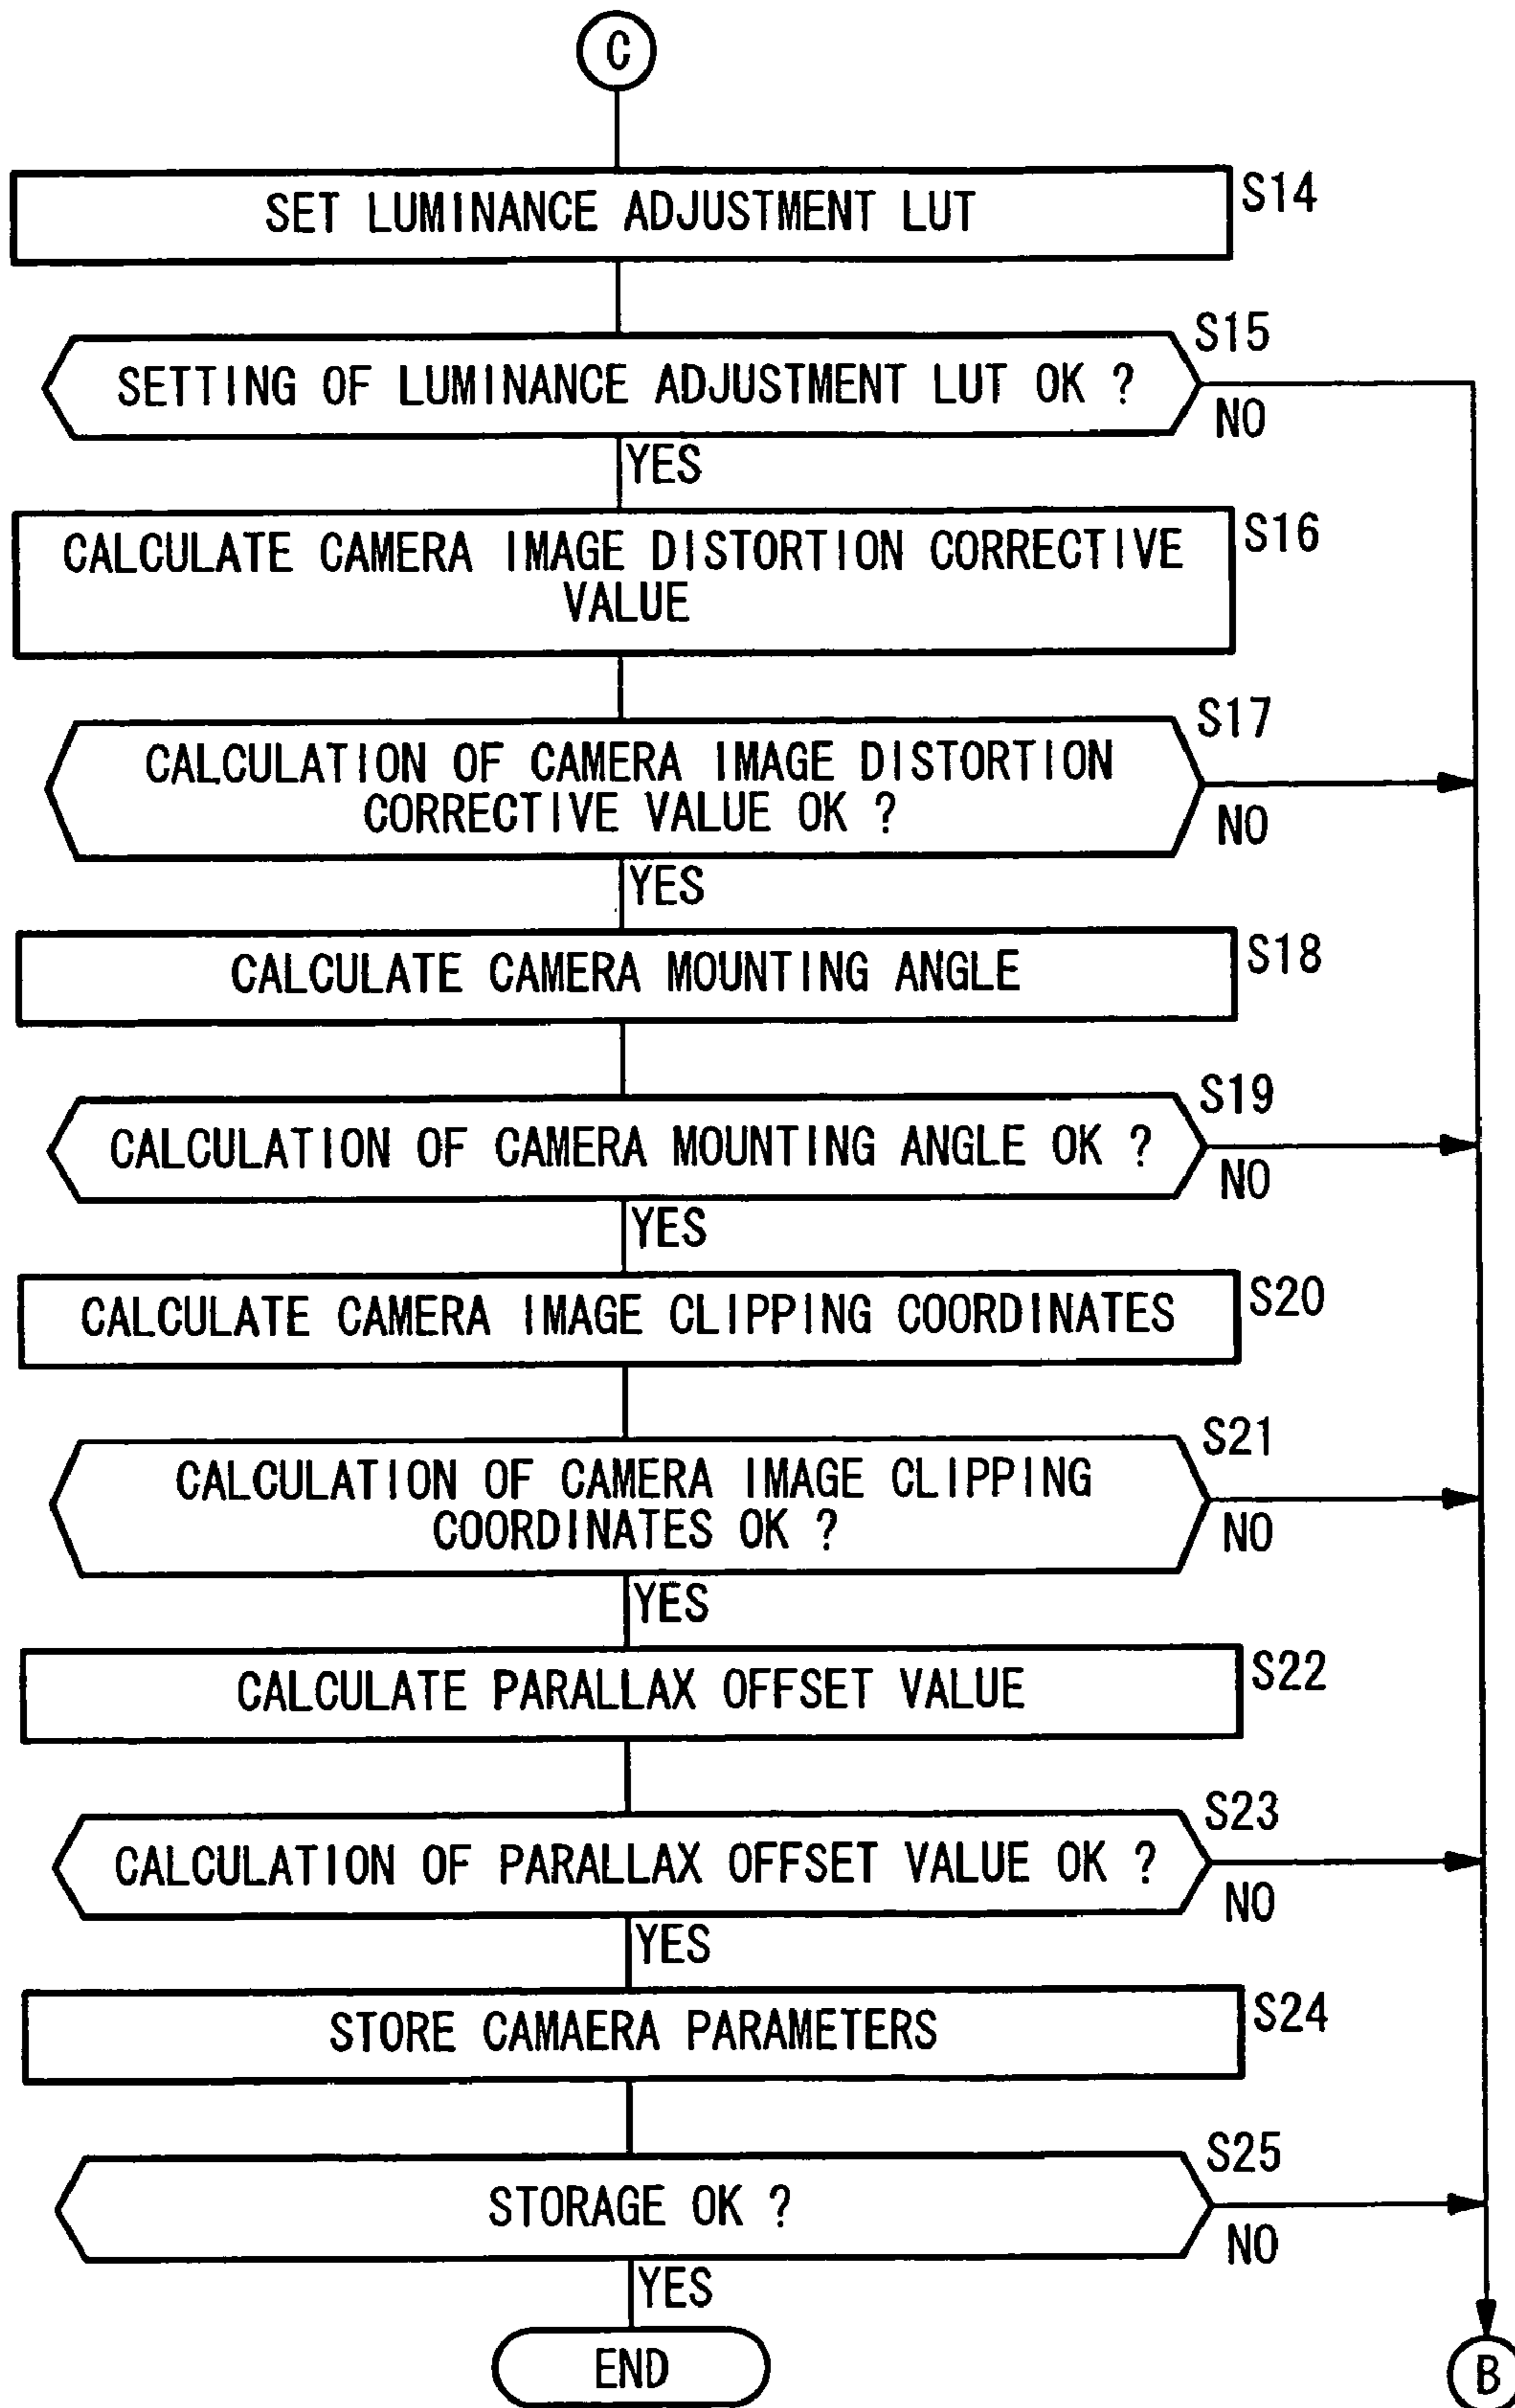 C
SET LUMINANCE ADJUSTMENT LUT
S14
S15
SETTING OF LUMINANCE ADJUSTMENT LUT OK ?
NO
YES
CALCULATE CAMERA IMAGE DISTORTION CORRECTIVE
VALUE
S16
S17
CALCULATION OF CAMERA IMAGE DISTORTION
CORRECTIVE VALUE OK ?
NO
YES
CALCULATE CAMERA MOUNTING ANGLE
S18
S19
CALCULATION OF CAMERA MOUNTING ANGLE OK ?
NO
YES
CALCULATE CAMERA IMAGE CLIPPING COORDINATES
S20
S21
CALCULATION OF CAMERA IMAGE CLIPPING
COORDINATES OK ?
NO
YES
CALCULATE PARALLAX OFFSET VALUE
S22
S23
CALCULATION OF PARALLAX OFFSET VALUE OK ?
NO
YES
STORE CAMAERA PARAMETERS
S24
S25
STORAGE OK ?
NO
YES
END
B